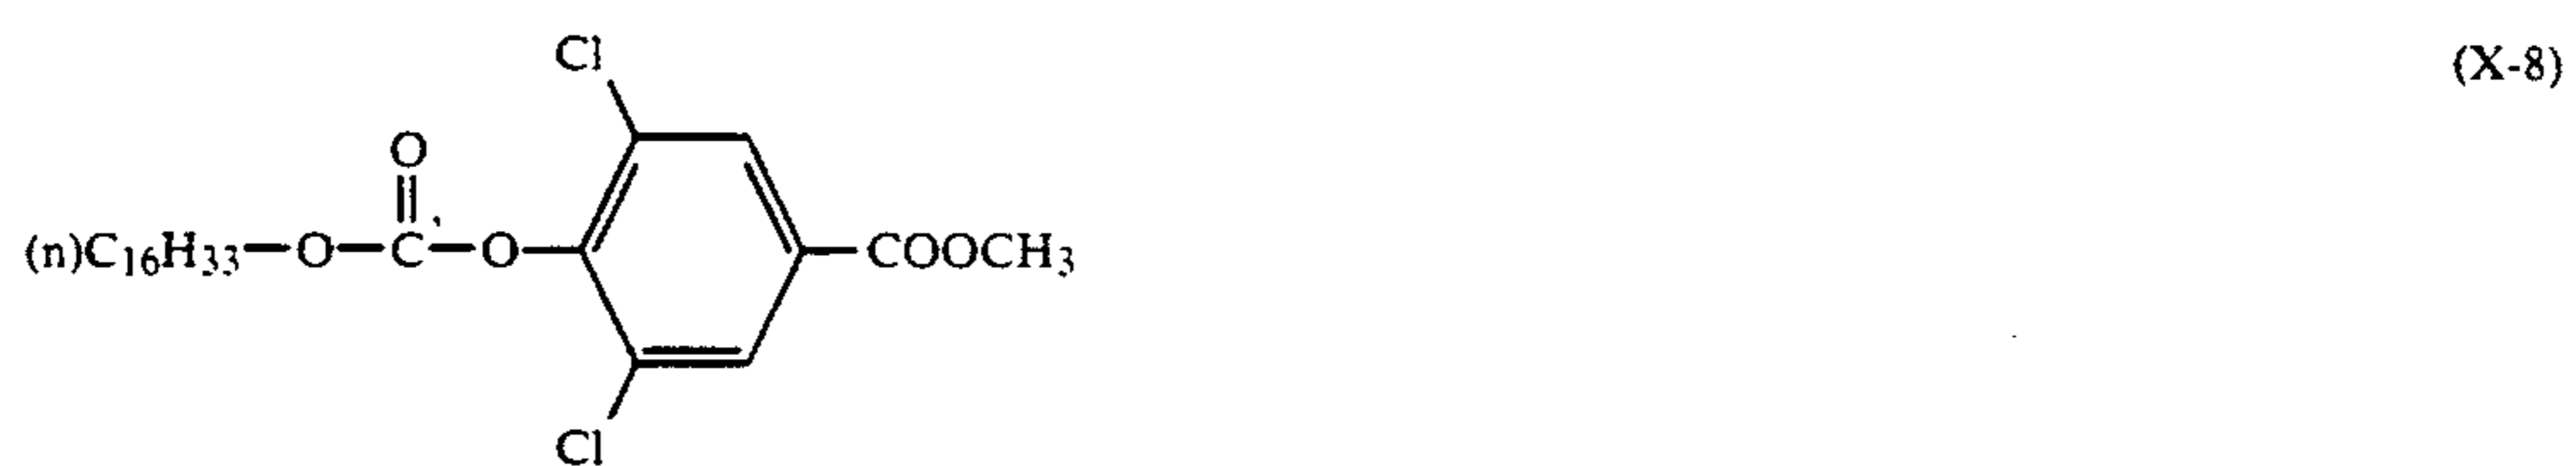 Cl (X-8)
O
(n)C16H33—O—C—O COOCH3
Cl